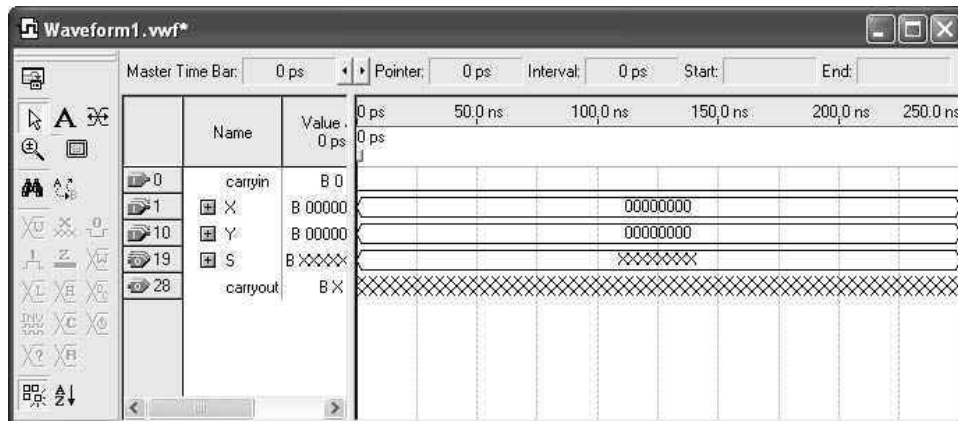 Waveform1.vwf*
Master Time Bar: 0 ps Pointer: 0 ps Interval: 0 ps Start: End:
Name Value 0 ps
0 ps 50.0 ns 100.0 ns 150.0 ns 200.0 ns 250.0 ns
0 ps
0 carryin B 0
1 X B 00000 00000000
10 Y B 00000 00000000
19 S B XXXX XXXXXXXX
28 carryout B X